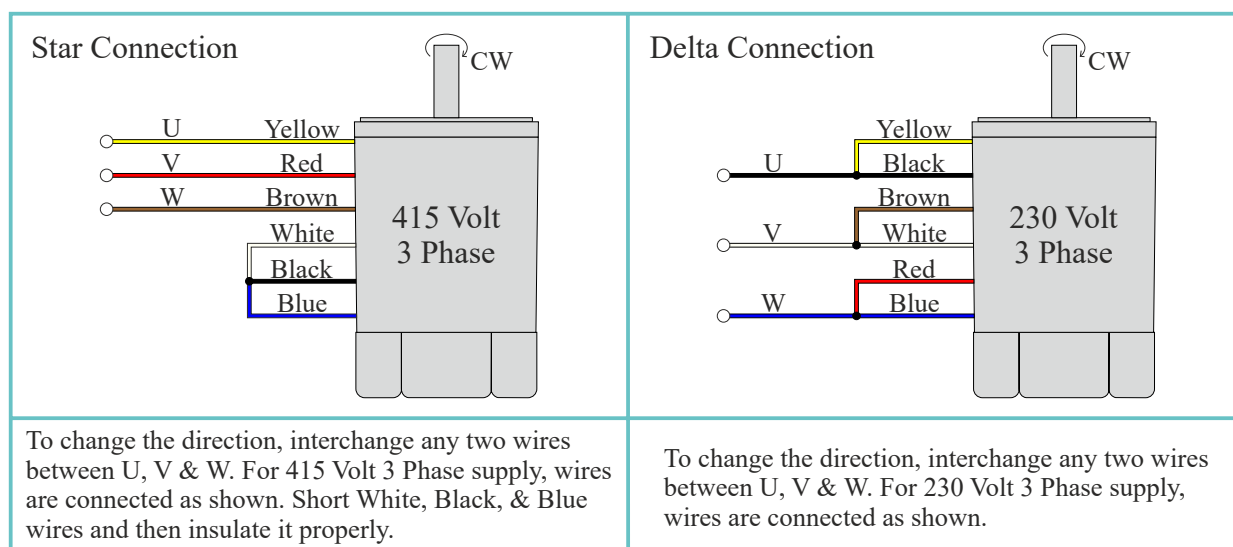 Star Connection
CW
U Yellow
V Red
W Brown
White
Black
Blue
415 Volt
3 Phase
To change the direction, interchange any two wires
between U, V & W. For 415 Volt 3 Phase supply, wires
are connected as shown. Short White, Black, & Blue
wires and then insulate it properly.
Delta Connection
CW
Yellow
U Black
Brown
V White
Red
W Blue
230 Volt
3 Phase
To change the direction, interchange any two wires
between U, V & W. For 230 Volt 3 Phase supply,
wires are connected as shown.